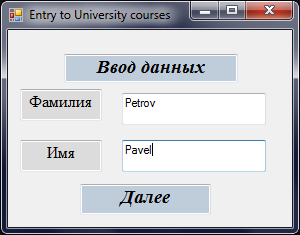 Entry to University courses
Ввод данных
Фамилия
Petrov
Имя
Pavel
Далее